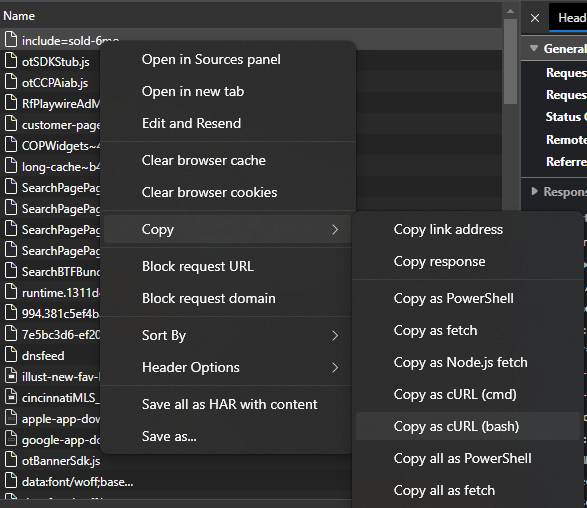 Name
include=sold-6mo
otSDKStub.js
otCCPAiab.js
RfPlaywireAdM
customer-page
COPWidgets~4
long-cache~b4
SearchPagePag
SearchPagePag
SearchPagePag
SearchPagePag
SearchBTFBund
runtime.1311d
994.381c5ef4b
7e5bc3d6-ef20
dnsfeed
illust-new-fav-
cincinnatiMLS_
apple-app-dow
google-app-do
otBannerSdk.js
data:font/woff;base...
Open in Sources panel
Open in new tab
Edit and Resend
Clear browser cache
Clear browser cookies
Copy
Block request URL
Block request domain
Sort By
Header Options
Save all as HAR with content
Save as...
Copy link address
Copy response
Copy as PowerShell
Copy as fetch
Copy as Node.js fetch
Copy as cURL (cmd)
Copy as cURL (bash)
Copy all as PowerShell
Copy all as fetch
Heade
General
Request
Request
Status C
Remote
Referre
Respons